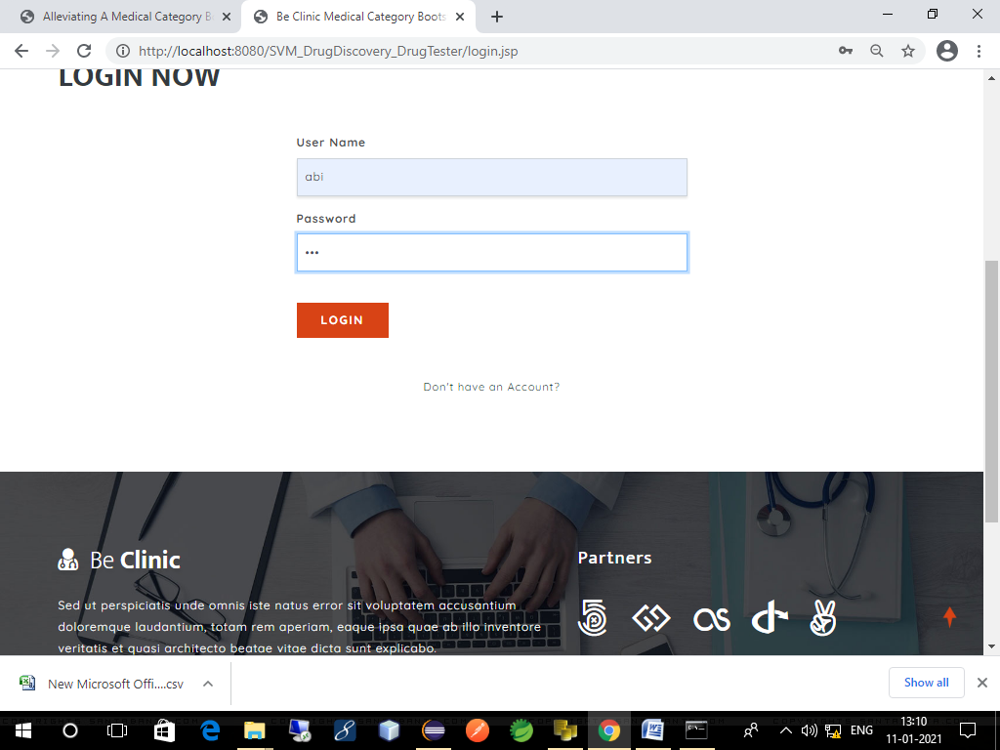 Alleviating A Medical Category B
Be Clinic Medical Category Boots
http://localhost:8080/SVM_DrugDiscovery_DrugTester/login.jsp
LOGIN NOW
User Name
abi
Password
•••
LOGIN
Don't have an Account?
Be Clinic
Partners
Sed ut perspiciatis unde omnis iste natus error sit voluptatem accusantium
doloremque laudantium, totam rem aperiam, eaque ipsa quae ab illo inventore
veritatis et quasi architecto beatae vitae dicta sunt explicabo.
New Microsoft Offi....csv
Show all
ENG
13:10
11-01-2021